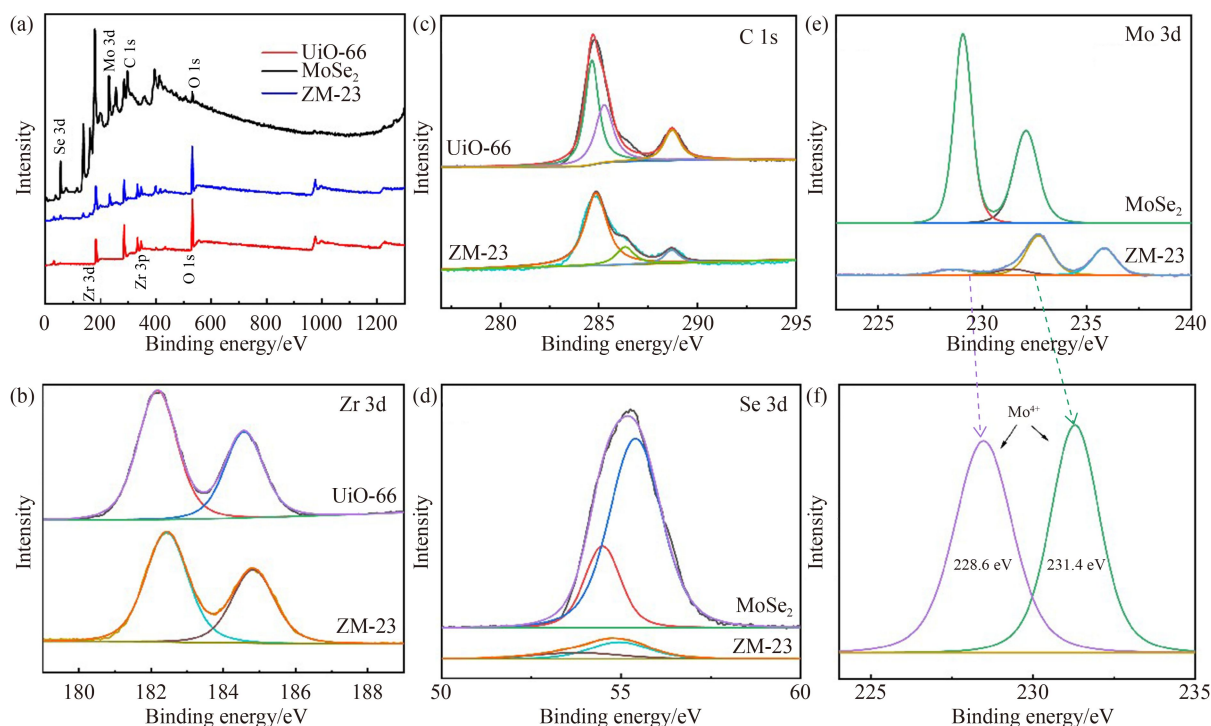 (a)
Intensity
Se 3d
Mo 3d
C 1s
O 1s
UiO-66
MoSe₂
ZM-23
Zr 3d
Zr 3p
O 1s
0 200 400 600 800 1000 1200
Binding energy/eV
(c)
Intensity
C 1s
UiO-66
ZM-23
280 285 290 295
Binding energy/eV
(e)
Intensity
Mo 3d
MoSe₂
ZM-23
225 230 235 240
Binding energy/eV
(b)
Intensity
Zr 3d
UiO-66
ZM-23
180 182 184 186 188
Binding energy/eV
(d)
Intensity
Se 3d
MoSe₂
ZM-23
50 55 60
Binding energy/eV
(f)
Intensity
Mo⁴⁺
228.6 eV
231.4 eV
225 230 235
Binding energy/eV